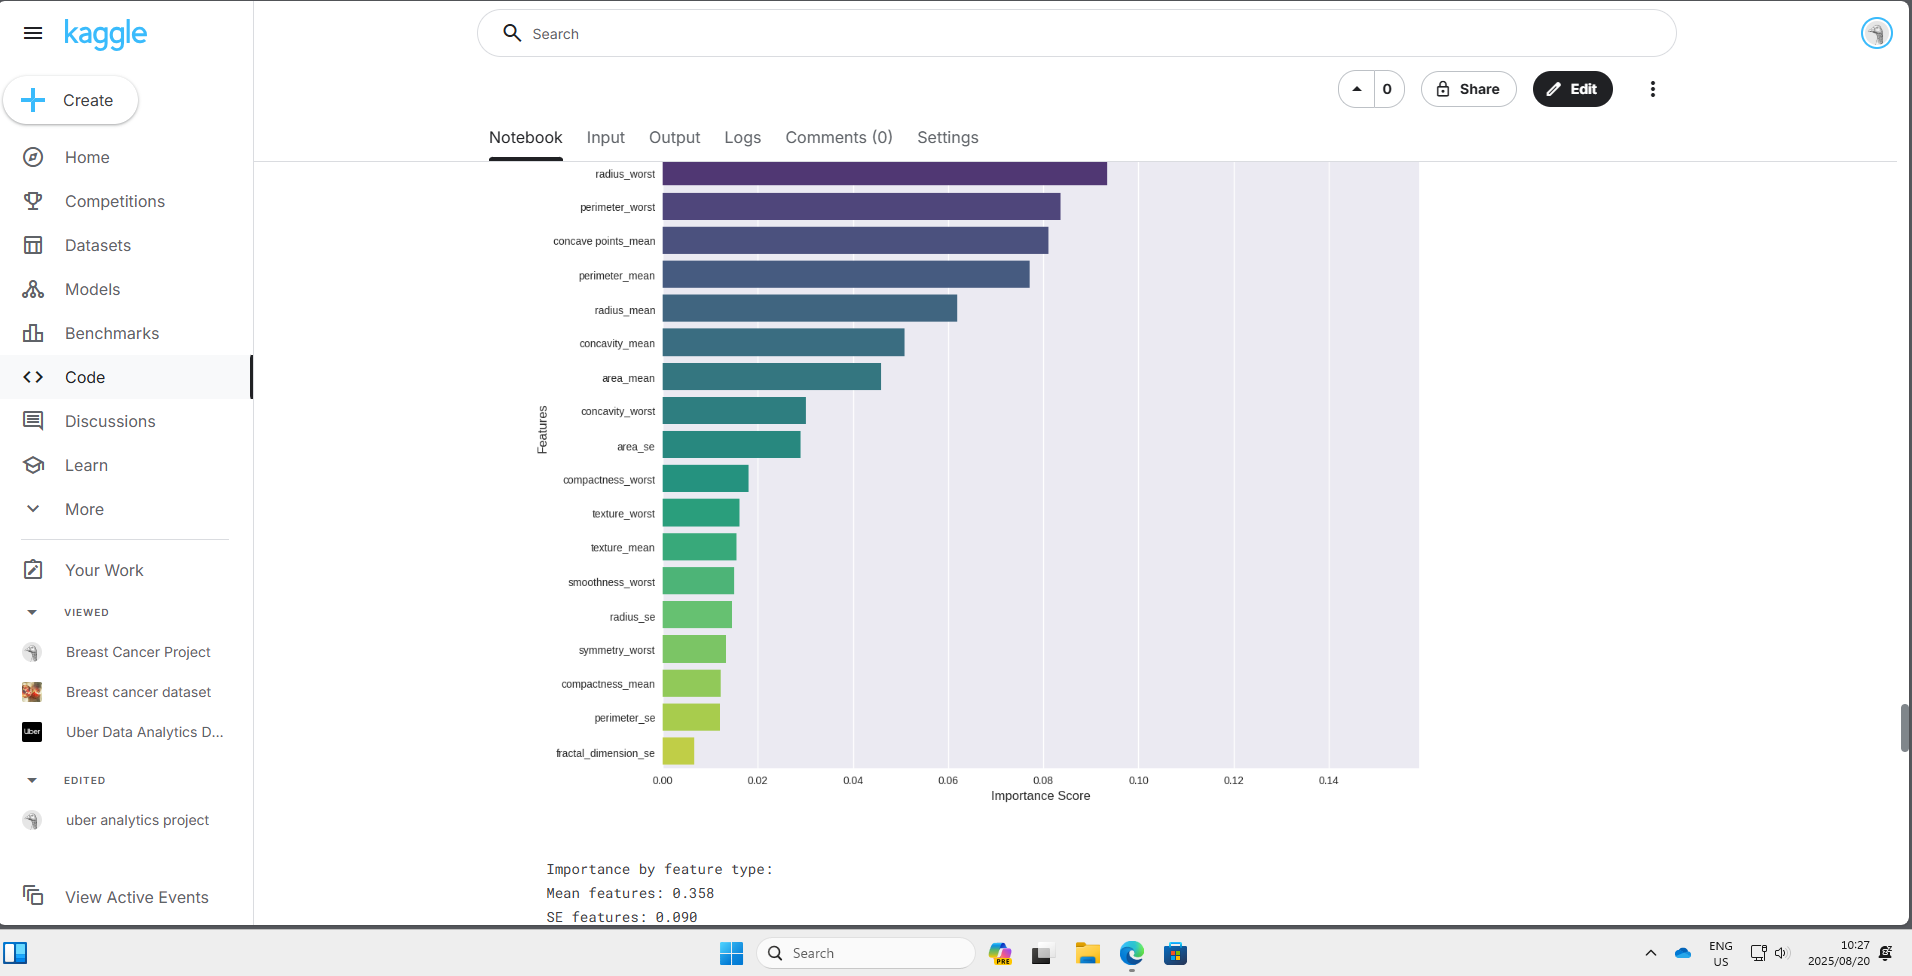 kaggle
Search
Create
0
Share
Edit
Notebook
Input
Output
Logs
Comments (0)
Settings
Home
Competitions
Datasets
Models
Benchmarks
Code
Discussions
Learn
More
Your Work
VIEWED
Breast Cancer Project
Breast cancer dataset
Uber
Uber Data Analytics D...
EDITED
uber analytics project
View Active Events
radius_worst
perimeter_worst
concave points_mean
perimeter_mean
radius_mean
concavity_mean
area_mean
concavity_worst
Features
area_se
compactness_worst
texture_worst
texture_mean
smoothness_worst
radius_se
symmetry_worst
compactness_mean
perimeter_se
fractal_dimension_se
0.00 0.02 0.04 0.06 0.08 0.10 0.12 0.14
Importance Score
Importance by feature type:
Mean features: 0.358
SE features: 0.090
Search
PRE
ENG
US
10:27
2025/08/20